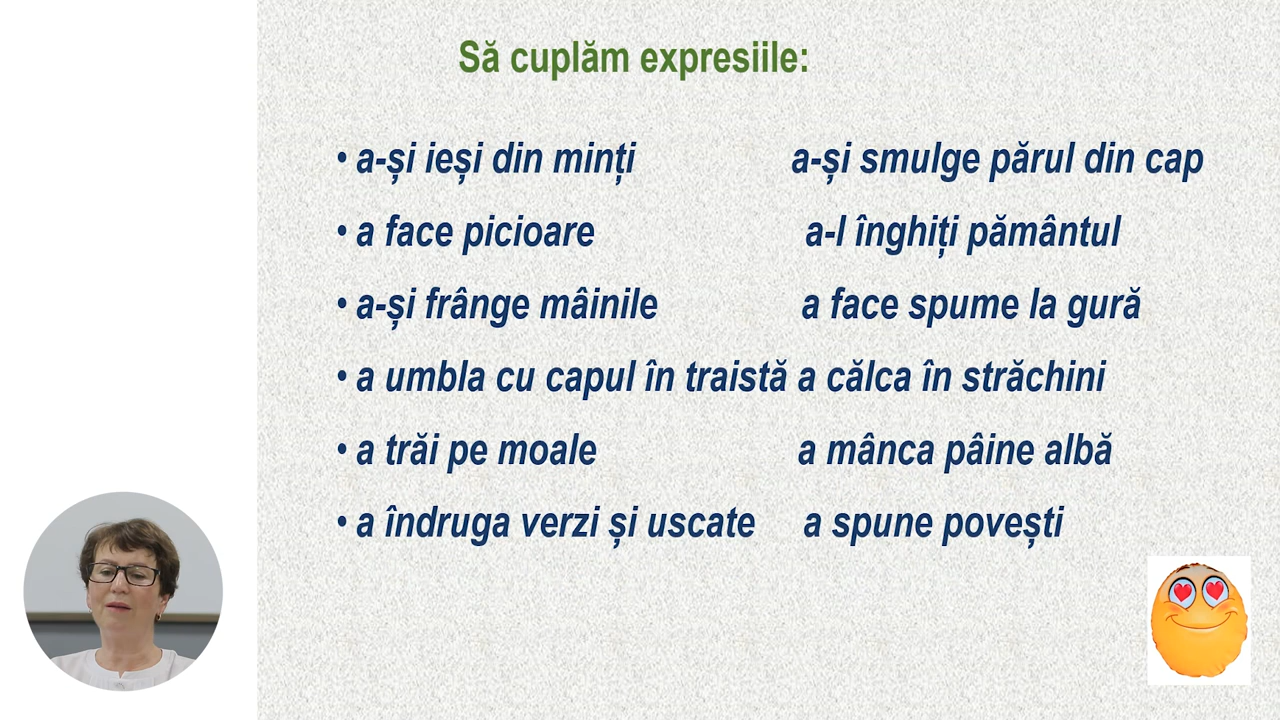 Să cuplăm expresiile:
• a-și ieși din minți a-și smulge părul din cap
• a face picioare a-l înghiți pământul
• a-și frânge mâinile a face spume la gură
• a umbla cu capul în traistă a călca în străchini
• a trăi pe moale a mânca pâine albă
• a îndruga verzi și uscate a spune povești